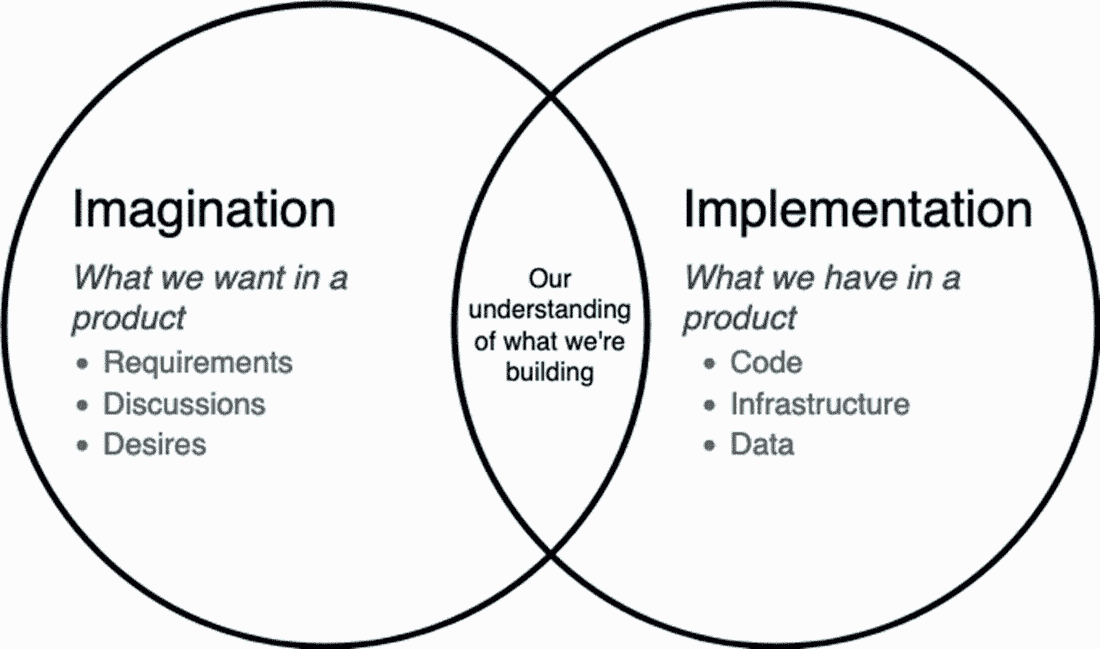 Imagination
What we want in a
product
• Requirements
• Discussions
• Desires
Our
understanding
of what we're
building
Implementation
What we have in a
product
• Code
• Infrastructure
• Data